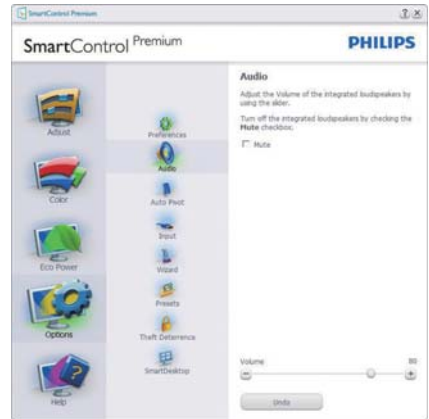 SmartControl Premium
SmartControl Premium
PHILIPS
Adjust
Color
Eco Power
Options
Help
Preferences
Audio
Auto Pivot
Input
Wizard
Presets
Theft Deterrence
SmartDesktop
Audio
Adjust the Volume of the integrated loudspeakers by
using the slider.
Turn off the integrated loudspeakers by checking the
Mute checkbox.
Mute
Volume 80
Undo